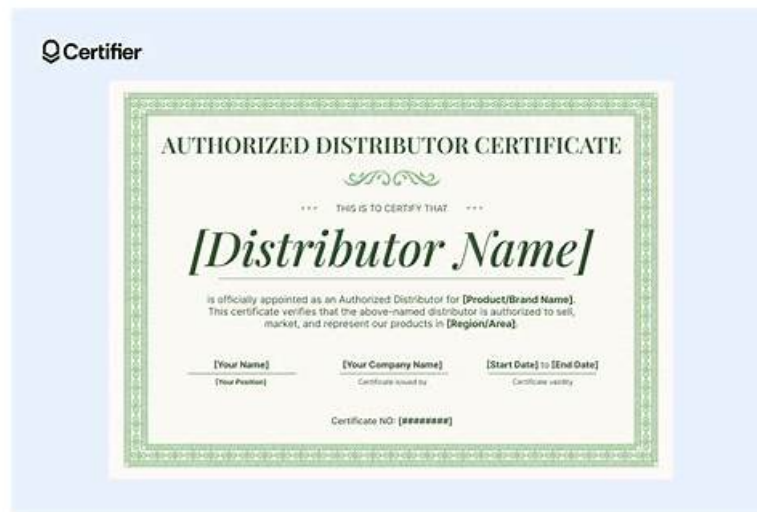 Certifier
AUTHORIZED DISTRIBUTOR CERTIFICATE
THIS IS TO CERTIFY THAT
[Distributor Name]
is officially appointed as an Authorized Distributor for [Product/Brand Name].
This certificate verifies that the above-named distributor is authorized to sell,
market, and represent our products in [Region/Area].
[Your Name] [Your Company Name] [Start Date] to [End Date]
[Your Position] Certificate issued by Certificate validity
Certificate NO: [########]